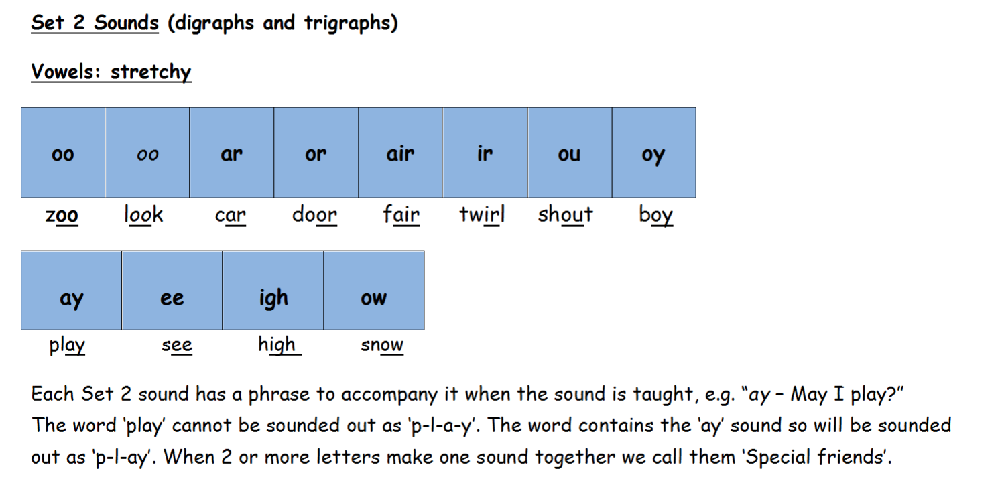 Set 2 Sounds (digraphs and trigraphs)
Vowels: stretchy
oo oo ar or air ir ou oy
zoo look car door fair twirl shout boy
ay ee igh ow
play see high snow
Each Set 2 sound has a phrase to accompany it when the sound is taught, e.g. “ay – May I play?”
The word ‘play’ cannot be sounded out as ‘p-l-a-y’. The word contains the ‘ay’ sound so will be sounded
out as ‘p-l-ay’. When 2 or more letters make one sound together we call them ‘Special friends’.